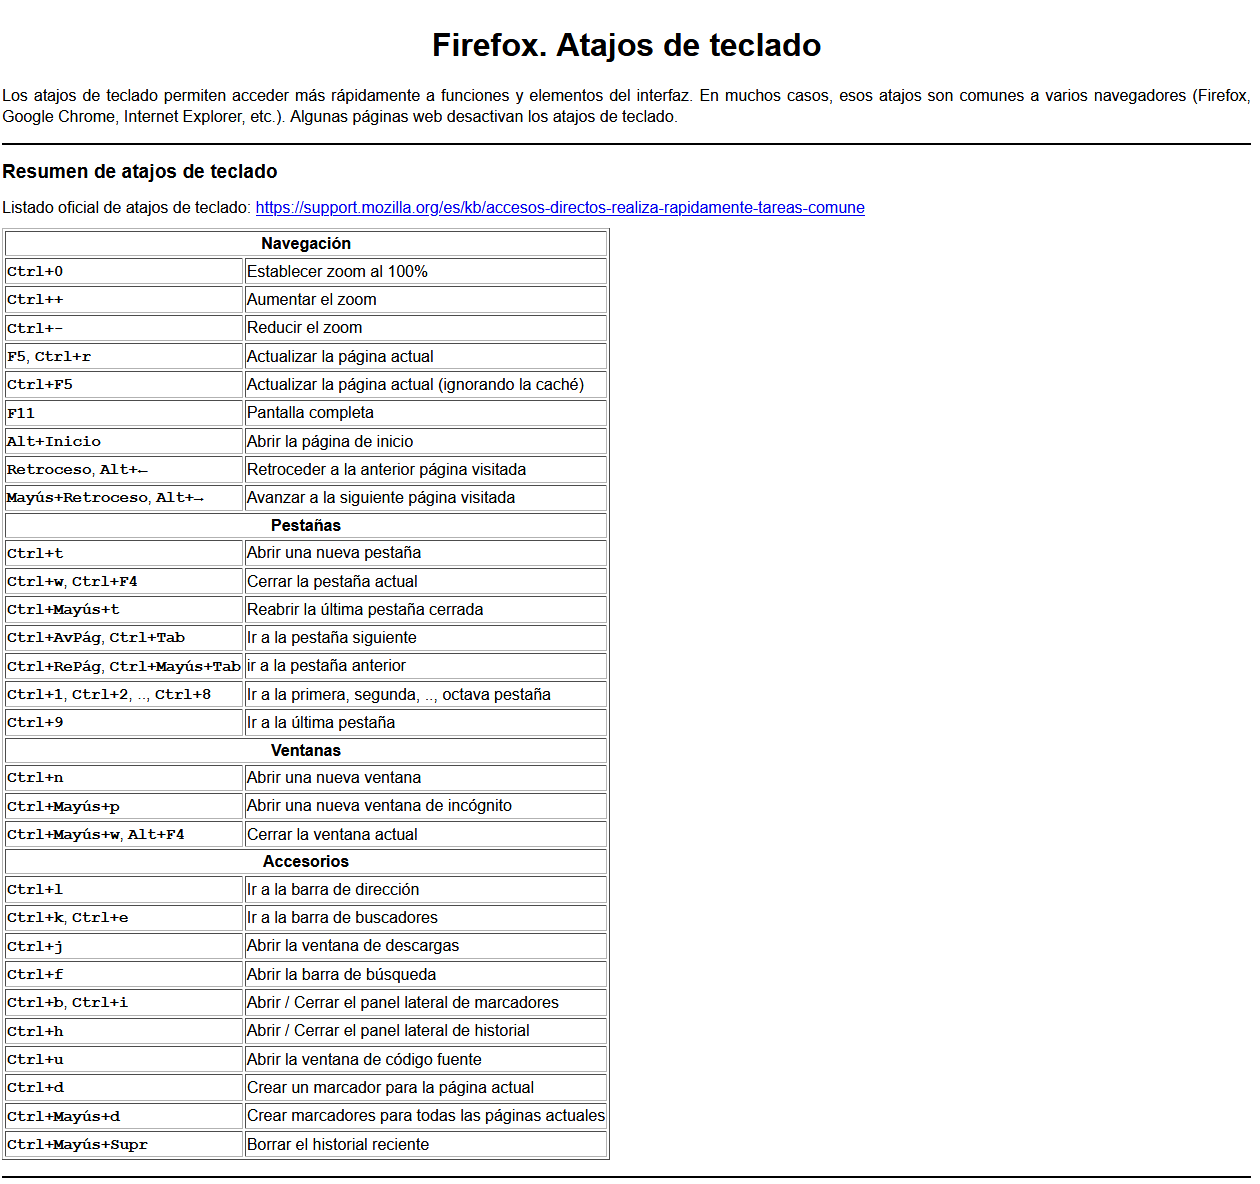 Firefox. Atajos de teclado
Los atajos de teclado permiten acceder más rápidamente a funciones y elementos del interfaz. En muchos casos, esos atajos son comunes a varios navegadores (Firefox,
Google Chrome, Internet Explorer, etc.). Algunas páginas web desactivan los atajos de teclado.
Resumen de atajos de teclado
Listado oficial de atajos de teclado: https://support.mozilla.org/es/kb/accesos-directos-realiza-rapidamente-tareas-comune
Navegación
Ctrl+0 Establecer zoom al 100%
Ctrl++ Aumentar el zoom
Ctrl+- Reducir el zoom
F5, Ctrl+r Actualizar la página actual
Ctrl+F5 Actualizar la página actual (ignorando la caché)
F11 Pantalla completa
Alt+Inicio Abrir la página de inicio
Retroceso, Alt+← Retroceder a la anterior página visitada
Mayús+Retroceso, Alt+→ Avanzar a la siguiente página visitada
Pestañas
Ctrl+t Abrir una nueva pestaña
Ctrl+w, Ctrl+F4 Cerrar la pestaña actual
Ctrl+Mayús+t Reabrir la última pestaña cerrada
Ctrl+AvPág, Ctrl+Tab Ir a la pestaña siguiente
Ctrl+RePág, Ctrl+Mayús+Tab ir a la pestaña anterior
Ctrl+1, Ctrl+2, .., Ctrl+8 Ir a la primera, segunda, .., octava pestaña
Ctrl+9 Ir a la última pestaña
Ventanas
Ctrl+n Abrir una nueva ventana
Ctrl+Mayús+p Abrir una nueva ventana de incógnito
Ctrl+Mayús+w, Alt+F4 Cerrar la ventana actual
Accesorios
Ctrl+l Ir a la barra de dirección
Ctrl+k, Ctrl+e Ir a la barra de buscadores
Ctrl+j Abrir la ventana de descargas
Ctrl+f Abrir la barra de búsqueda
Ctrl+b, Ctrl+i Abrir / Cerrar el panel lateral de marcadores
Ctrl+h Abrir / Cerrar el panel lateral de historial
Ctrl+u Abrir la ventana de código fuente
Ctrl+d Crear un marcador para la página actual
Ctrl+Mayús+d Crear marcadores para todas las páginas actuales
Ctrl+Mayús+Supr Borrar el historial reciente